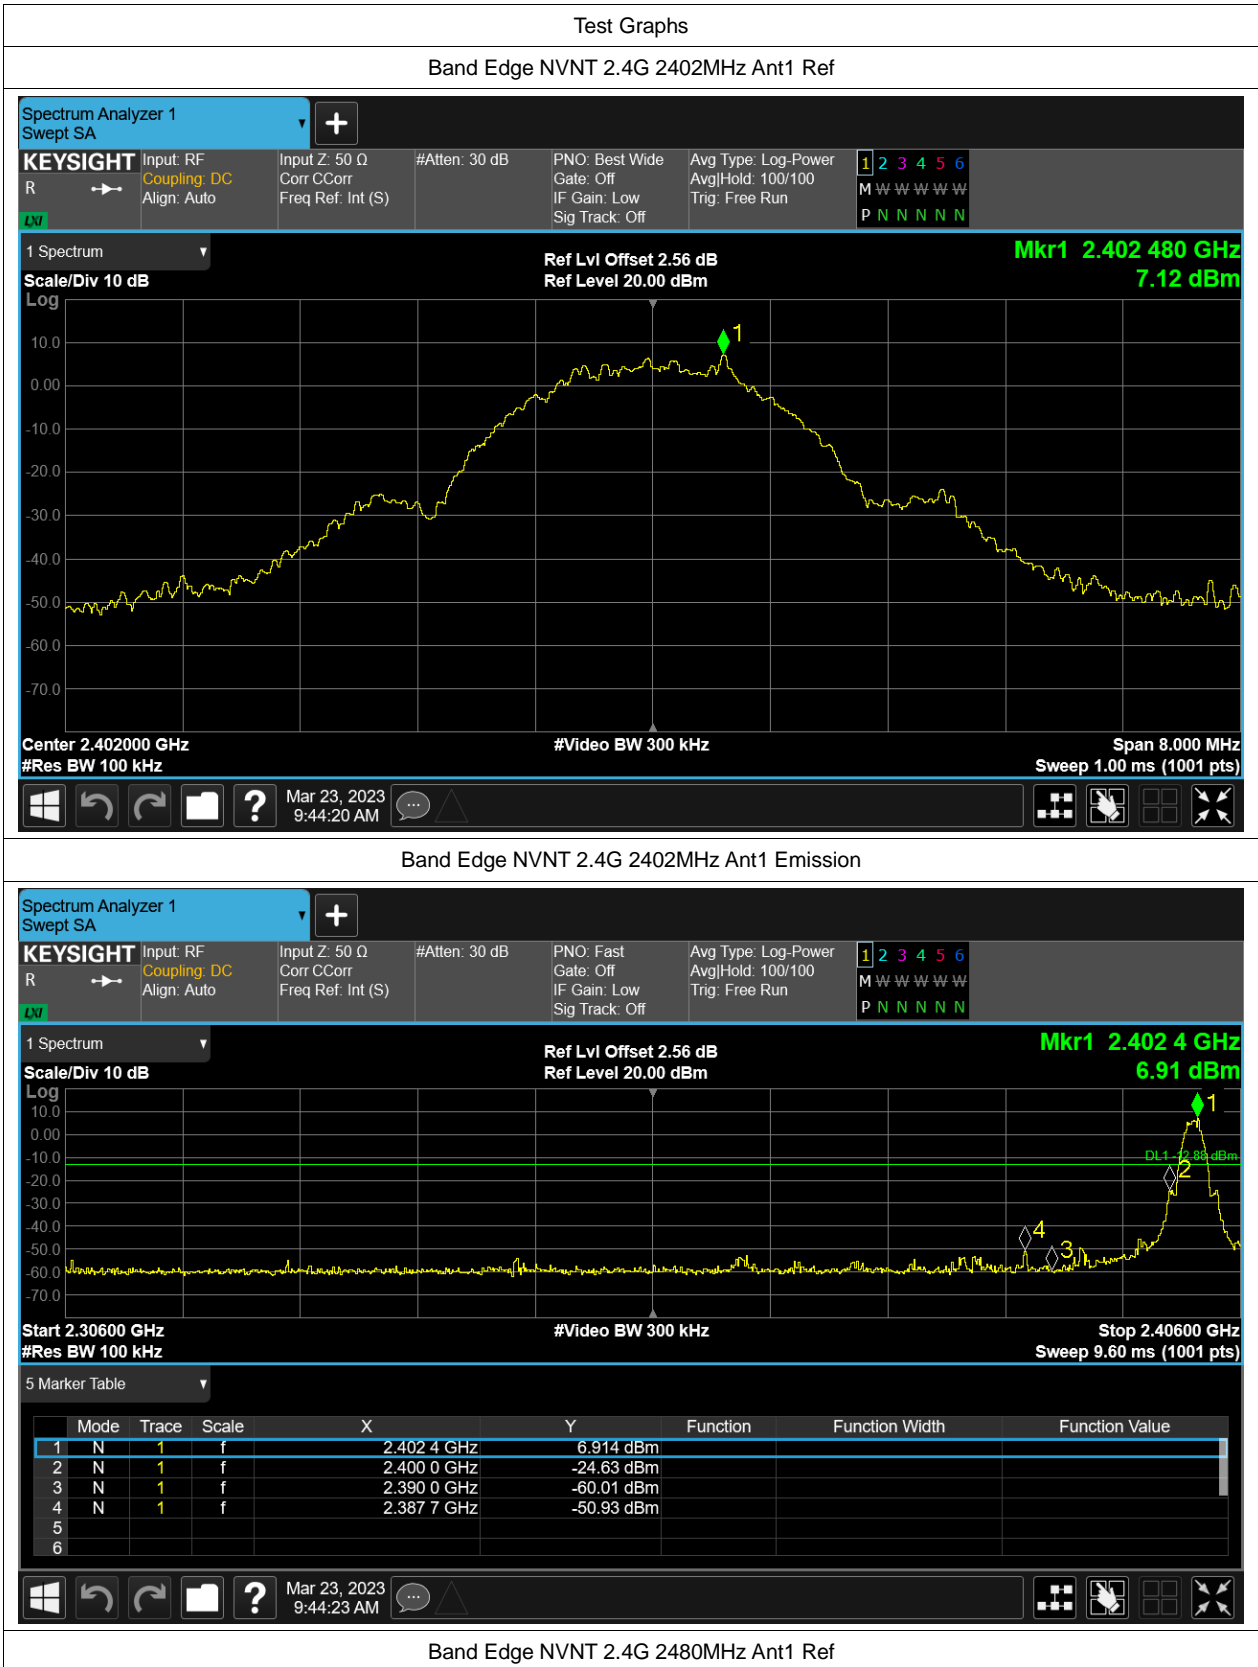 Test Graphs
Band Edge NVNT 2.4G 2402MHz Ant1 Ref
Spectrum Analyzer 1
Swept SA
KEYSIGHT Input: RF Input Z: 50 Ω #Atten: 30 dB PNO: Best Wide Avg Type: Log-Power 1 2 3 4 5 6
R Coupling: DC Corr CCorr Gate: Off Avg|Hold: 100/100 M W W W W W
Align: Auto Freq Ref: Int (S) IF Gain: Low Trig: Free Run
LXI Sig Track: Off P N N N N N
1 Spectrum Ref Lvl Offset 2.56 dB Mkr1 2.402 480 GHz
Scale/Div 10 dB Ref Level 20.00 dBm 7.12 dBm
Log
1
10.0
0.00
-10.0
-20.0
-30.0
-40.0
-50.0
-60.0
-70.0
Center 2.402000 GHz #Video BW 300 kHz Span 8.000 MHz
#Res BW 100 kHz Sweep 1.00 ms (1001 pts)
? Mar 23, 2023
9:44:20 AM
Band Edge NVNT 2.4G 2402MHz Ant1 Emission
Spectrum Analyzer 1
Swept SA
KEYSIGHT Input: RF Input Z: 50 Ω #Atten: 30 dB PNO: Fast Avg Type: Log-Power 1 2 3 4 5 6
R Coupling: DC Corr CCorr Gate: Off Avg|Hold: 100/100 M W W W W W
Align: Auto Freq Ref: Int (S) IF Gain: Low Trig: Free Run
LXI Sig Track: Off P N N N N N
1 Spectrum Ref Lvl Offset 2.56 dB Mkr1 2.402 4 GHz
Scale/Div 10 dB Ref Level 20.00 dBm 6.91 dBm
Log
10.0 1
0.00
-10.0 DL1 -12.88 dBm
-20.0 2
-30.0
-40.0 4
-50.0 3
-60.0
-70.0
Start 2.30600 GHz #Video BW 300 kHz Stop 2.40600 GHz
#Res BW 100 kHz Sweep 9.60 ms (1001 pts)
5 Marker Table
Mode Trace Scale X Y Function Function Width Function Value
1 N 1 f 2.402 4 GHz 6.914 dBm
2 N 1 f 2.400 0 GHz -24.63 dBm
3 N 1 f 2.390 0 GHz -60.01 dBm
4 N 1 f 2.387 7 GHz -50.93 dBm
5
6
? Mar 23, 2023
9:44:23 AM
Band Edge NVNT 2.4G 2480MHz Ant1 Ref